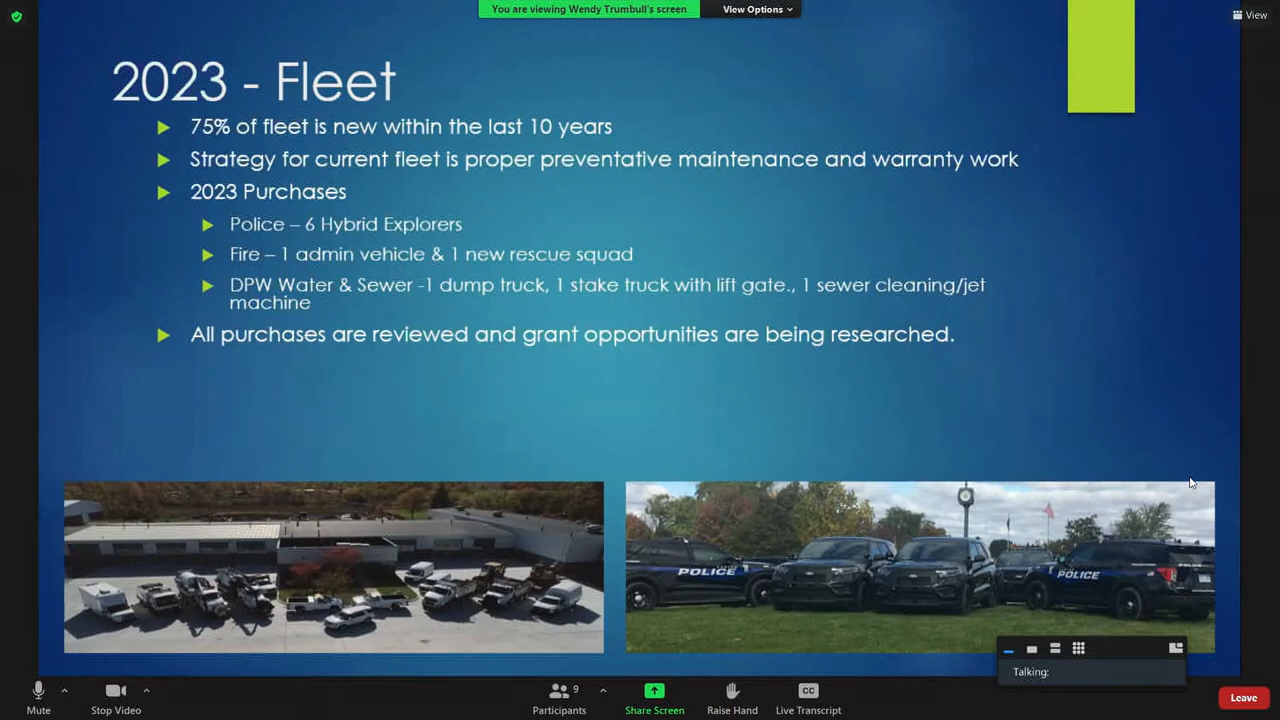 You are viewing Wendy Trumbull's screen
View Options
View
2023 - Fleet
75% of fleet is new within the last 10 years
Strategy for current fleet is proper preventative maintenance and warranty work
2023 Purchases
Police – 6 Hybrid Explorers
Fire – 1 admin vehicle & 1 new rescue squad
DPW Water & Sewer -1 dump truck, 1 stake truck with lift gate., 1 sewer cleaning/jet
machine
All purchases are reviewed and grant opportunities are being researched.
POLICE
POLICE
Talking:
9
CC
Mute
Stop Video
Participants
Share Screen
Raise Hand
Live Transcript
Leave